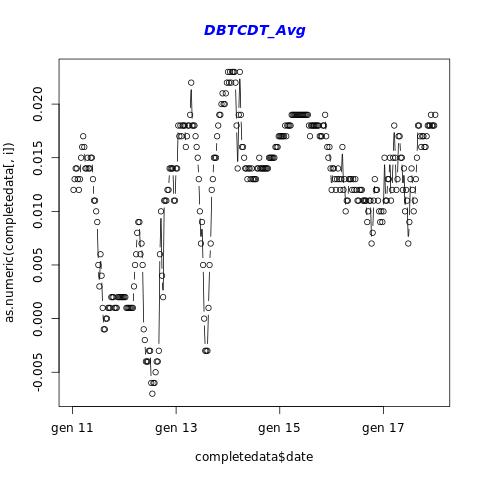 DBTCDT_Avg
as.numeric(completedata[, i])
0.020
0.015
0.010
0.005
0.000
-0.005
gen 11 gen 13 gen 15 gen 17
completedata$date